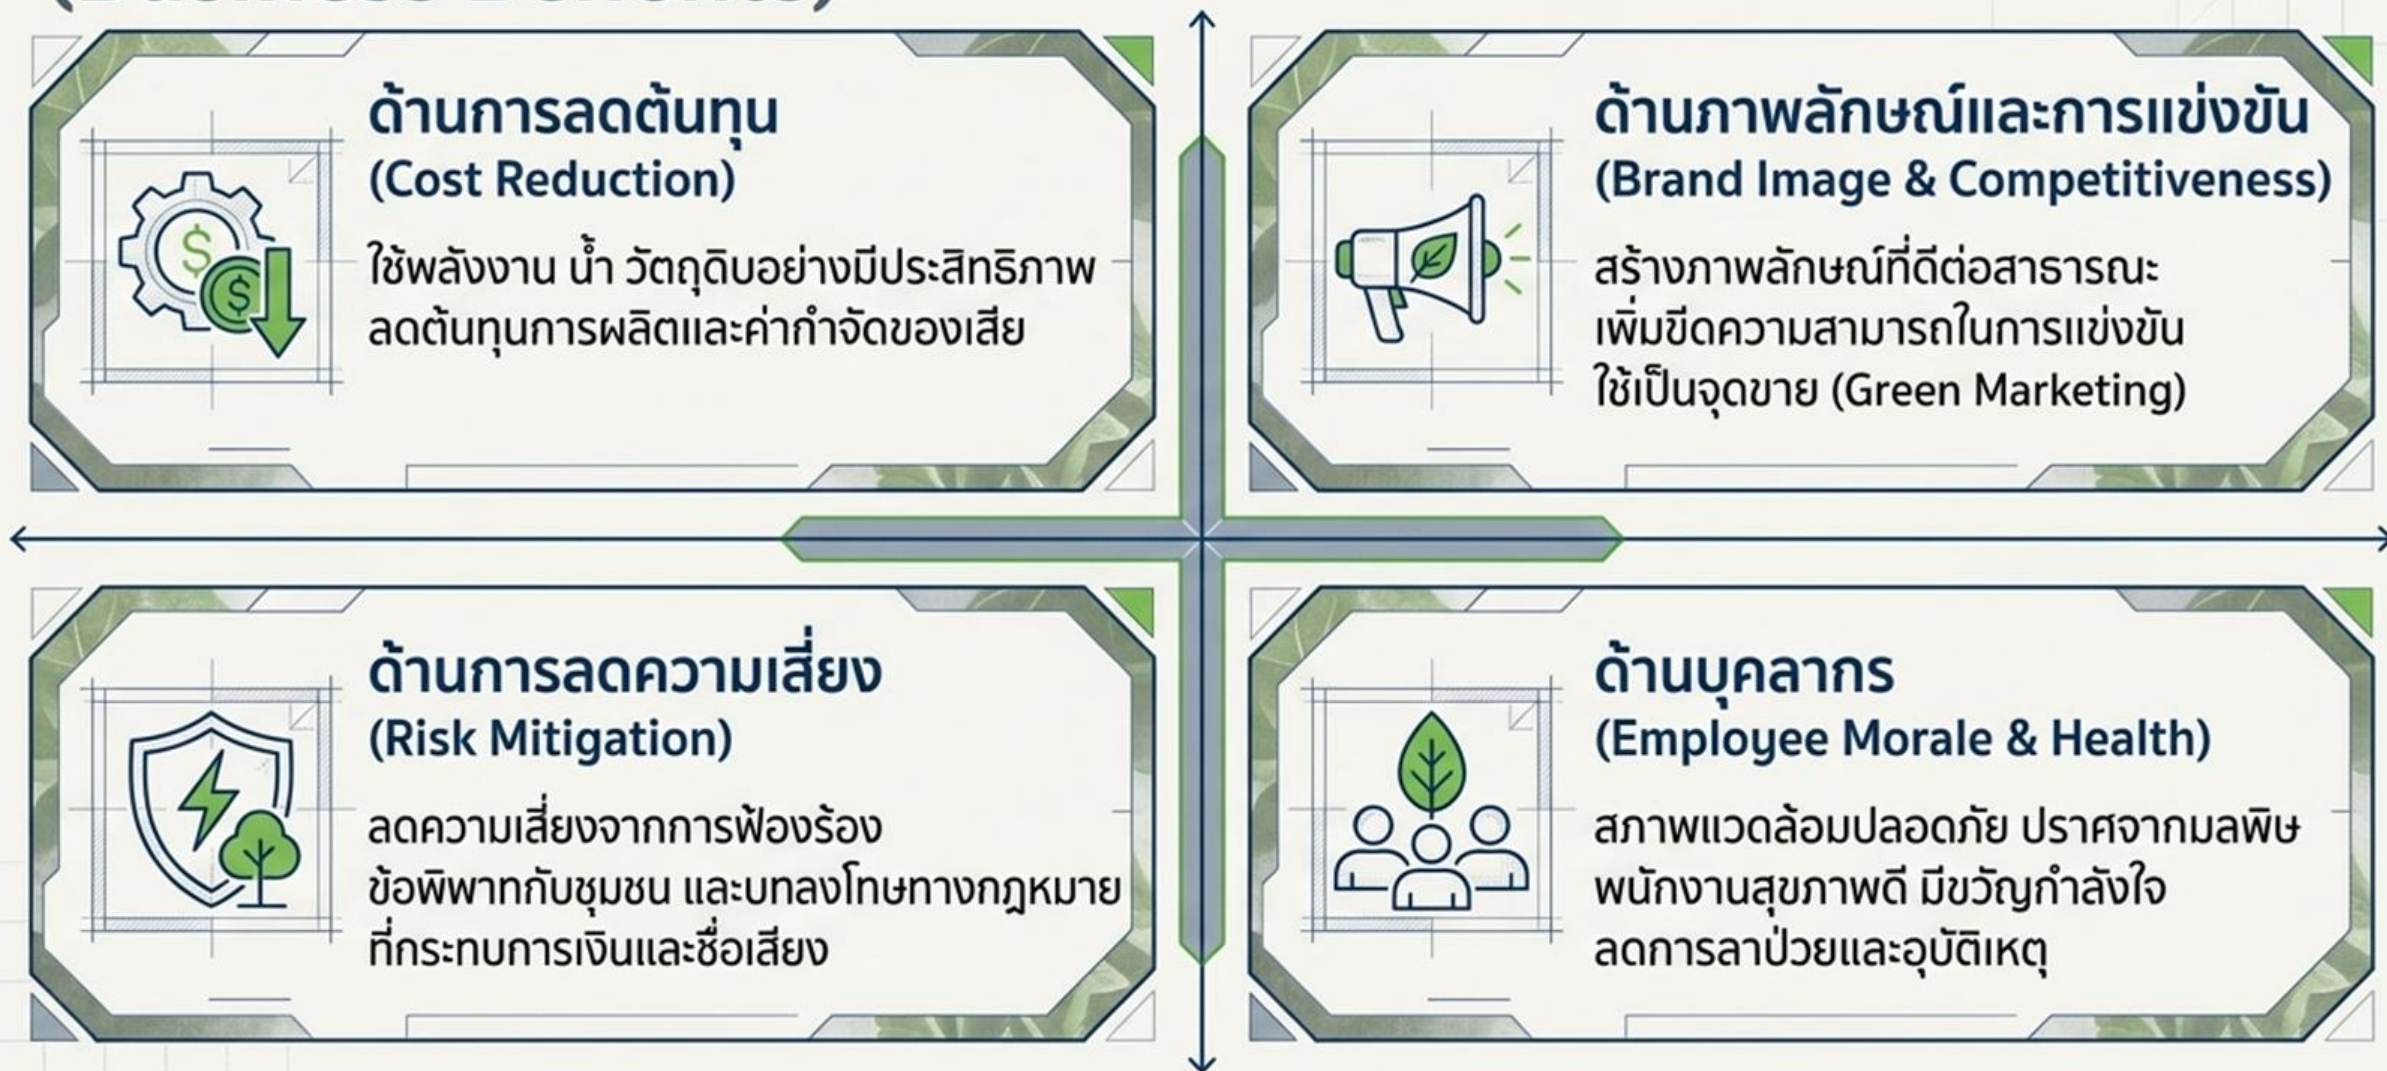 ด้านการลดต้นทุน
(Cost Reduction)
ใช้พลังงาน น้ำ วัตถุดิบอย่างมีประสิทธิภาพ
ลดต้นทุนการผลิตและค่ากำจัดของเสีย
ด้านภาพลักษณ์และการแข่งขัน
(Brand Image & Competitiveness)
สร้างภาพลักษณ์ที่ดีต่อสาธารณะ
เพิ่มขีดความสามารถในการแข่งขัน
ใช้เป็นจุดขาย (Green Marketing)
ด้านการลดความเสี่ยง
(Risk Mitigation)
ลดความเสี่ยงจากการฟ้องร้อง
ข้อพิพาทกับชุมชน และบทลงโทษทางกฎหมาย
ที่กระทบการเงินและชื่อเสียง
ด้านบุคลากร
(Employee Morale & Health)
สภาพแวดล้อมปลอดภัย ปราศจากมลพิษ
พนักงานสุขภาพดี มีขวัญกำลังใจ
ลดการลาป่วยและอุบัติเหตุ